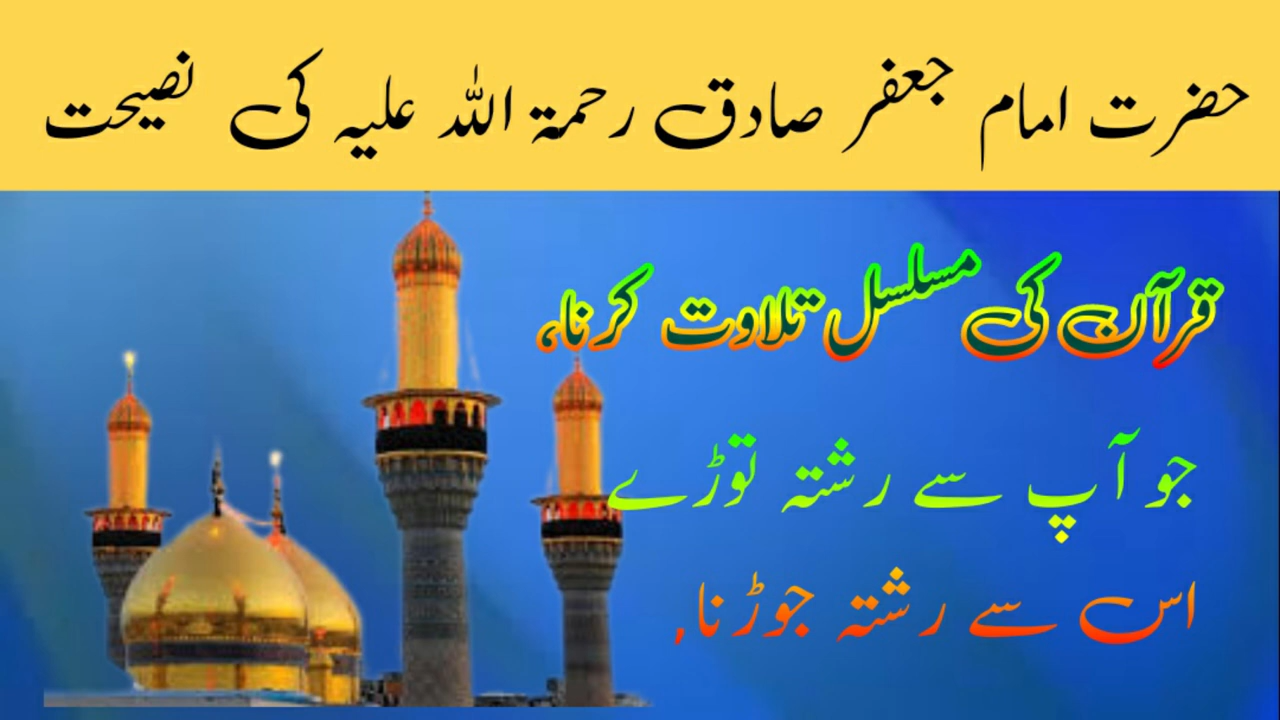 حضرت امام جعفر صادق رحمۃ اللہ علیہ کی نصیحت
قرآن کی مسلسل تلاوت کرنا،
جو آپ سے رشتہ توڑے
اس سے رشتہ جوڑنا,